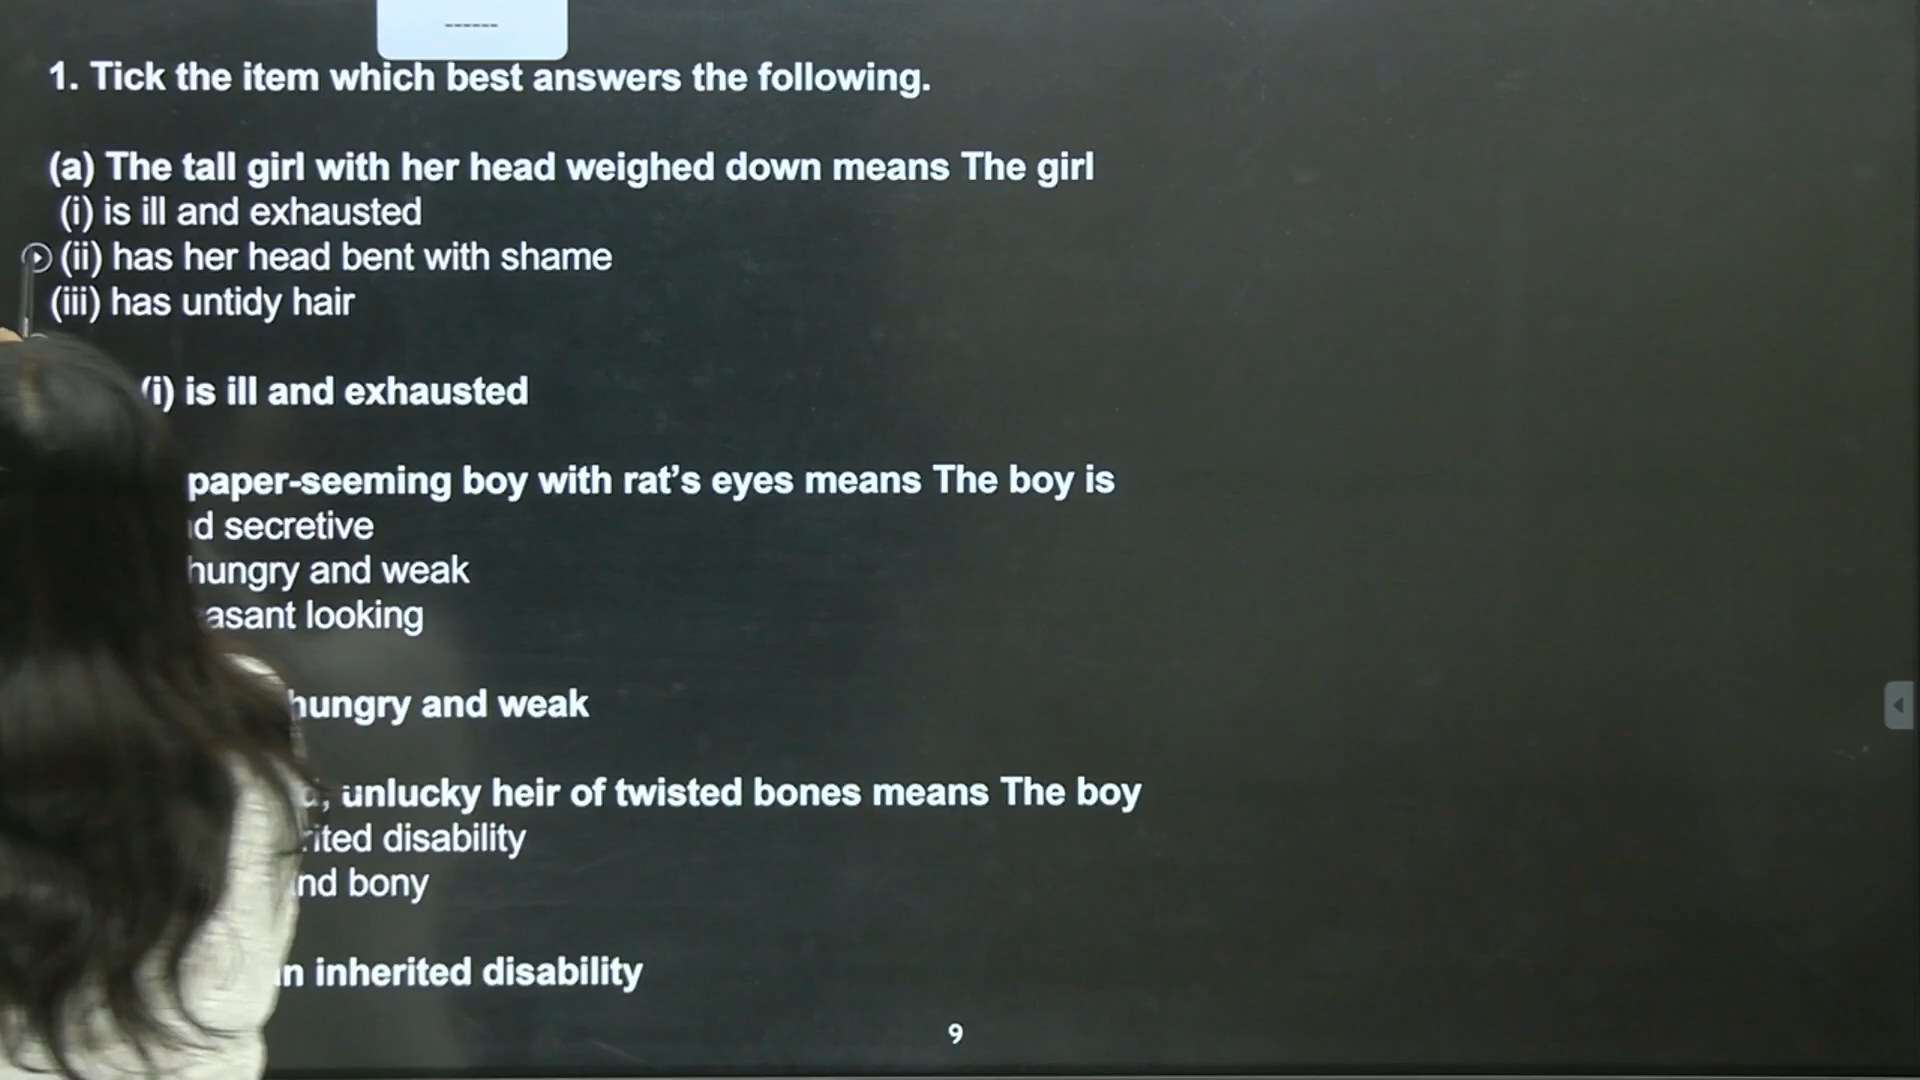 ------
1. Tick the item which best answers the following.
(a) The tall girl with her head weighed down means The girl
(i) is ill and exhausted
(ii) has her head bent with shame
(iii) has untidy hair
(i) is ill and exhausted
paper-seeming boy with rat’s eyes means The boy is
secretive
hungry and weak
looking
hungry and weak
unlucky heir of twisted bones means The boy
disability
bony
inherited disability
9